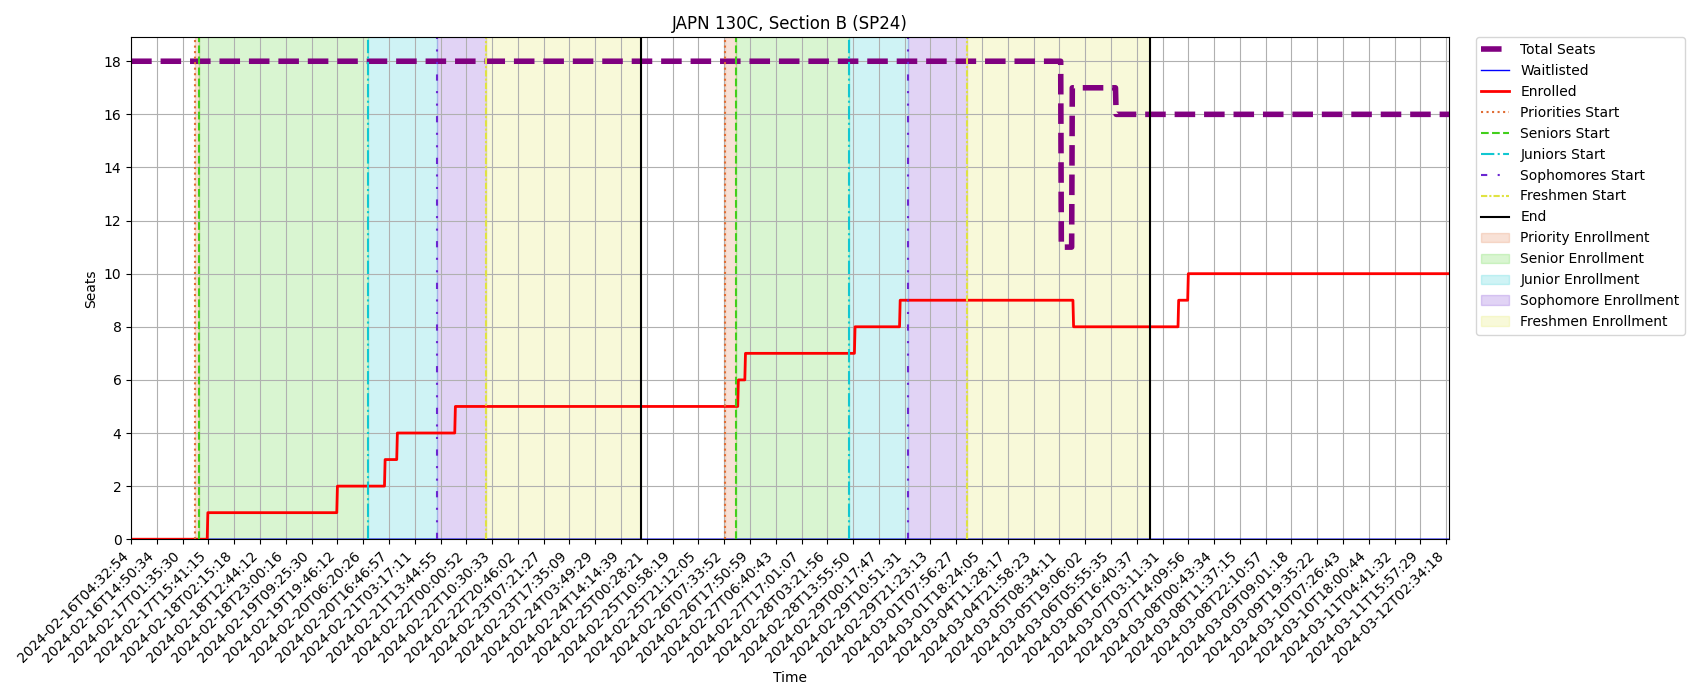 JAPN 130C, Section B (SP24)
Seats
18
16
14
12
10
8
6
4
2
0
2024-02-16T04:32:54
2024-02-16T14:50:34
2024-02-17T01:35:30
2024-02-17T15:41:15
2024-02-18T02:15:18
2024-02-18T12:44:12
2024-02-18T23:00:16
2024-02-19T09:25:30
2024-02-19T19:46:12
2024-02-20T06:20:26
2024-02-20T16:46:57
2024-02-21T03:17:11
2024-02-21T13:44:55
2024-02-22T00:00:52
2024-02-22T10:30:33
2024-02-22T20:46:02
2024-02-23T07:21:27
2024-02-23T17:35:09
2024-02-24T03:49:29
2024-02-24T14:14:39
2024-02-25T00:28:21
2024-02-25T10:58:19
2024-02-25T21:12:05
2024-02-26T07:33:52
2024-02-26T17:50:59
2024-02-27T06:40:43
2024-02-27T17:01:07
2024-02-28T03:21:56
2024-02-28T13:55:50
2024-02-29T00:17:47
2024-02-29T10:51:31
2024-02-29T21:23:13
2024-03-01T07:56:27
2024-03-01T18:24:05
2024-03-04T11:28:17
2024-03-04T21:58:23
2024-03-05T08:34:11
2024-03-05T19:06:02
2024-03-06T05:55:35
2024-03-06T16:40:37
2024-03-07T03:11:31
2024-03-07T14:09:56
2024-03-08T00:43:34
2024-03-08T11:37:15
2024-03-08T22:10:57
2024-03-09T09:01:18
2024-03-09T19:35:22
2024-03-10T07:26:43
2024-03-10T18:00:44
2024-03-11T04:41:32
2024-03-11T15:57:29
2024-03-12T02:34:18
Time
Total Seats
Waitlisted
Enrolled
Priorities Start
Seniors Start
Juniors Start
Sophomores Start
Freshmen Start
End
Priority Enrollment
Senior Enrollment
Junior Enrollment
Sophomore Enrollment
Freshmen Enrollment